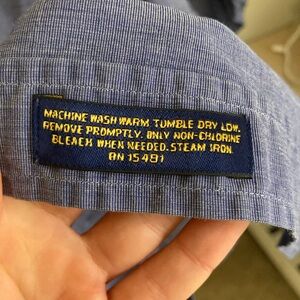 MACHINE WASH WARM. TUMBLE DRY LOW.
REMOVE PROMPTLY. ONLY NON-CHLORINE
BLEACH WHEN NEEDED. STEAM IRON.
RN 15491